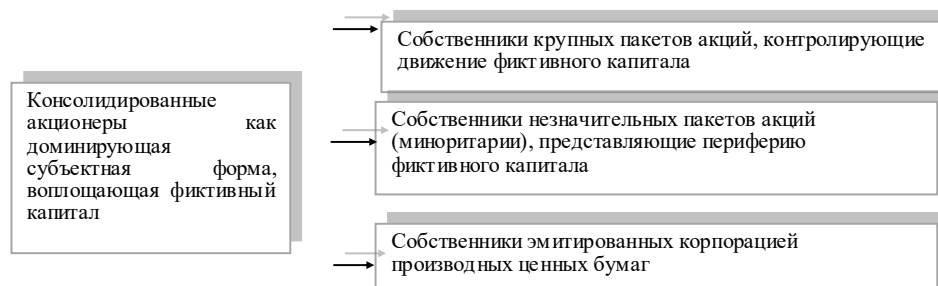 Консолидированные
акционеры как
доминирующая
субъектная форма,
воплощающая фиктивный
капитал
Собственники крупных пакетов акций, контролирующие
движение фиктивного капитала
Собственники незначительных пакетов акций
(миноритарии), представляющие периферию
фиктивного капитала
Собственники эмитированных корпорацией
производных ценных бумаг